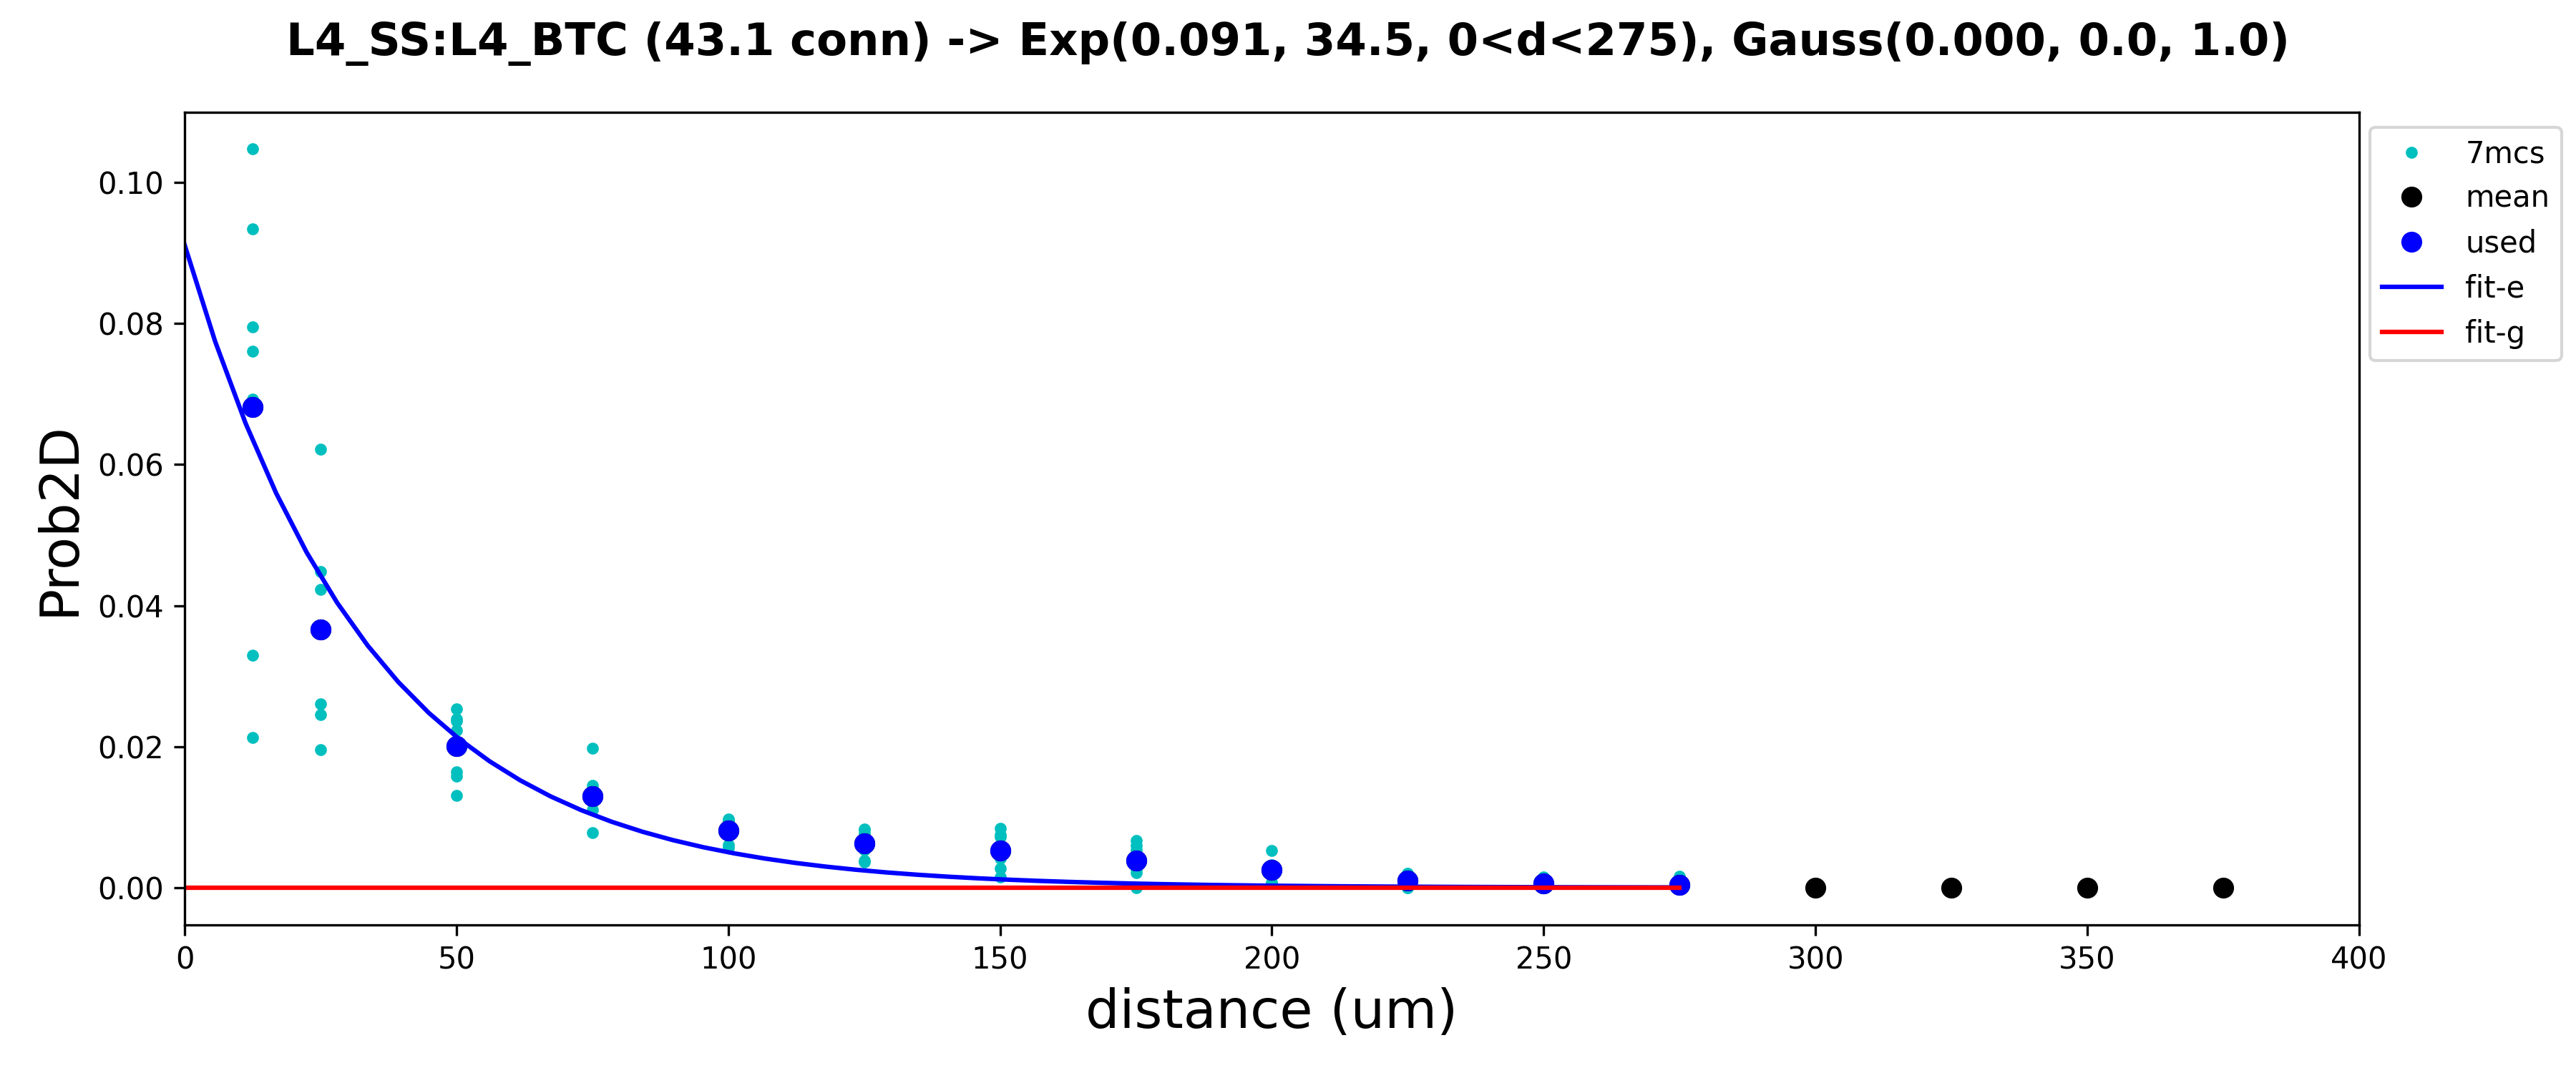 L4_SS:L4_BTC (43.1 conn) -> Exp(0.091, 34.5, 0<d<275), Gauss(0.000, 0.0, 1.0)
7mcs
mean
used
fit-e
fit-g
Prob2D
0.10
0.08
0.06
0.04
0.02
0.00
0 50 100 150 200 250 300 350 400
distance (um)